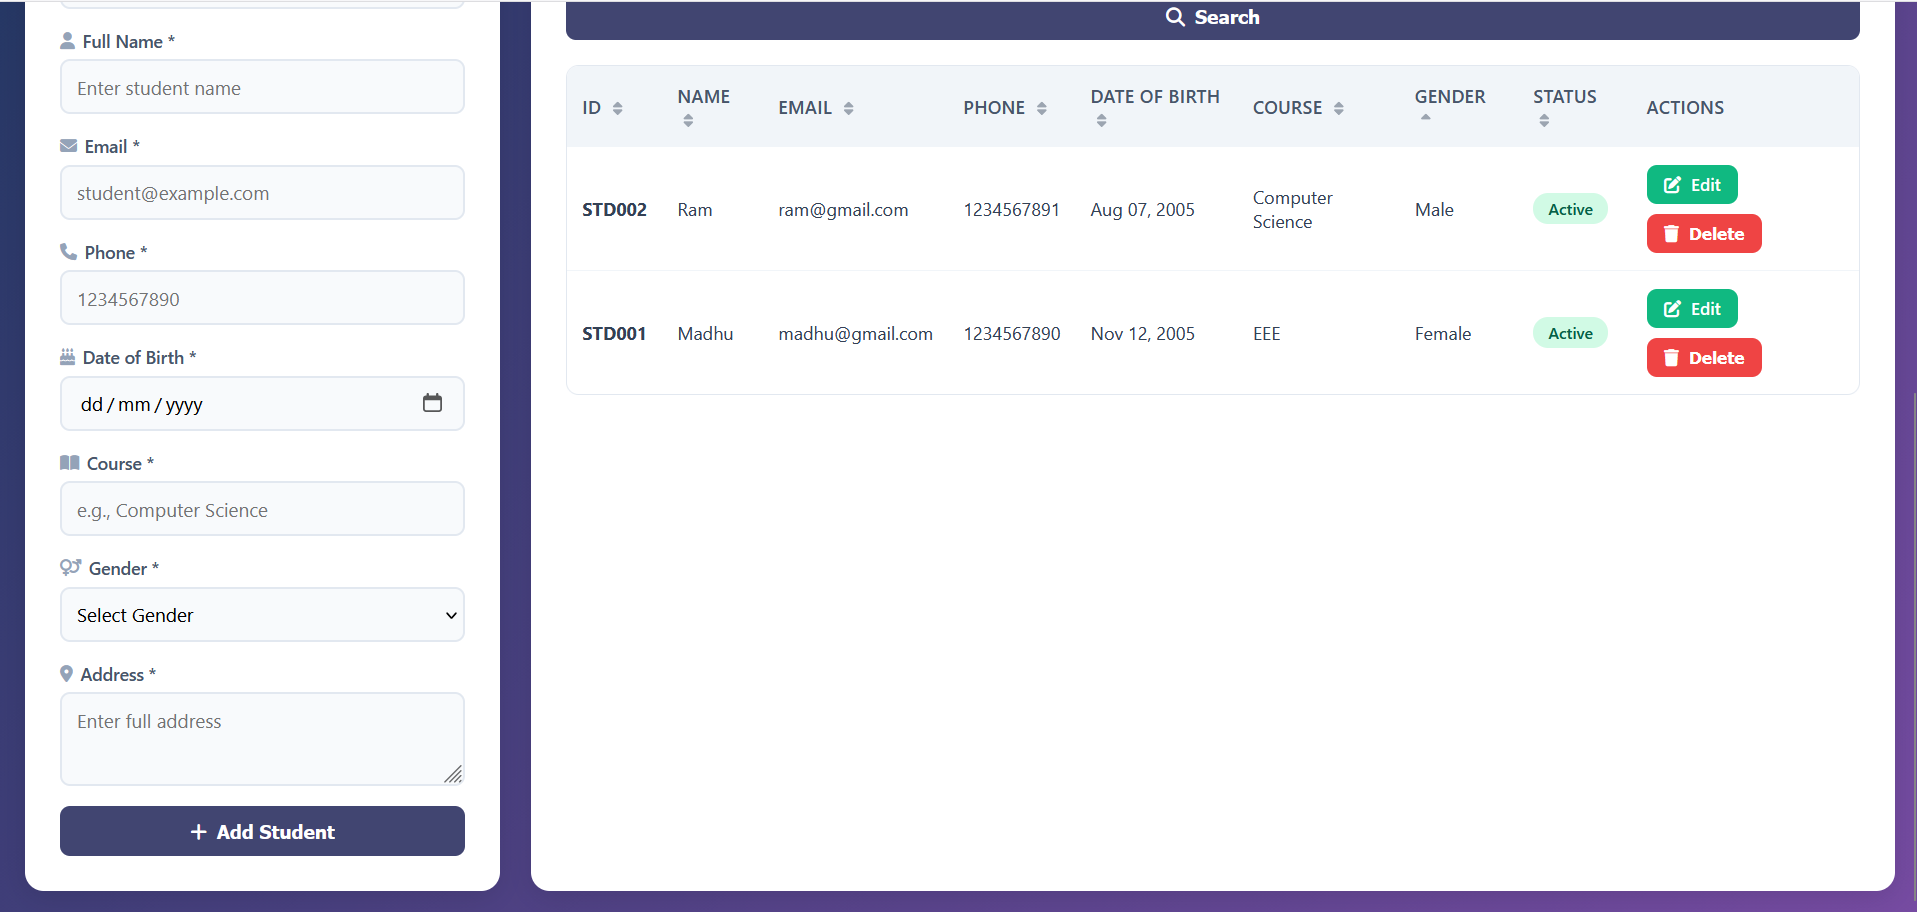 Full Name *
Enter student name
Email *
student@example.com
Phone *
1234567890
Date of Birth *
dd/mm/yyyy
Course *
e.g., Computer Science
Gender *
Select Gender
Address *
Enter full address
Add Student
Search
ID NAME EMAIL PHONE DATE OF BIRTH COURSE GENDER STATUS ACTIONS
STD002 Ram ram@gmail.com 1234567891 Aug 07, 2005 Computer
Science Male Active Edit
Delete
STD001 Madhu madhu@gmail.com 1234567890 Nov 12, 2005 EEE Female Active Edit
Delete